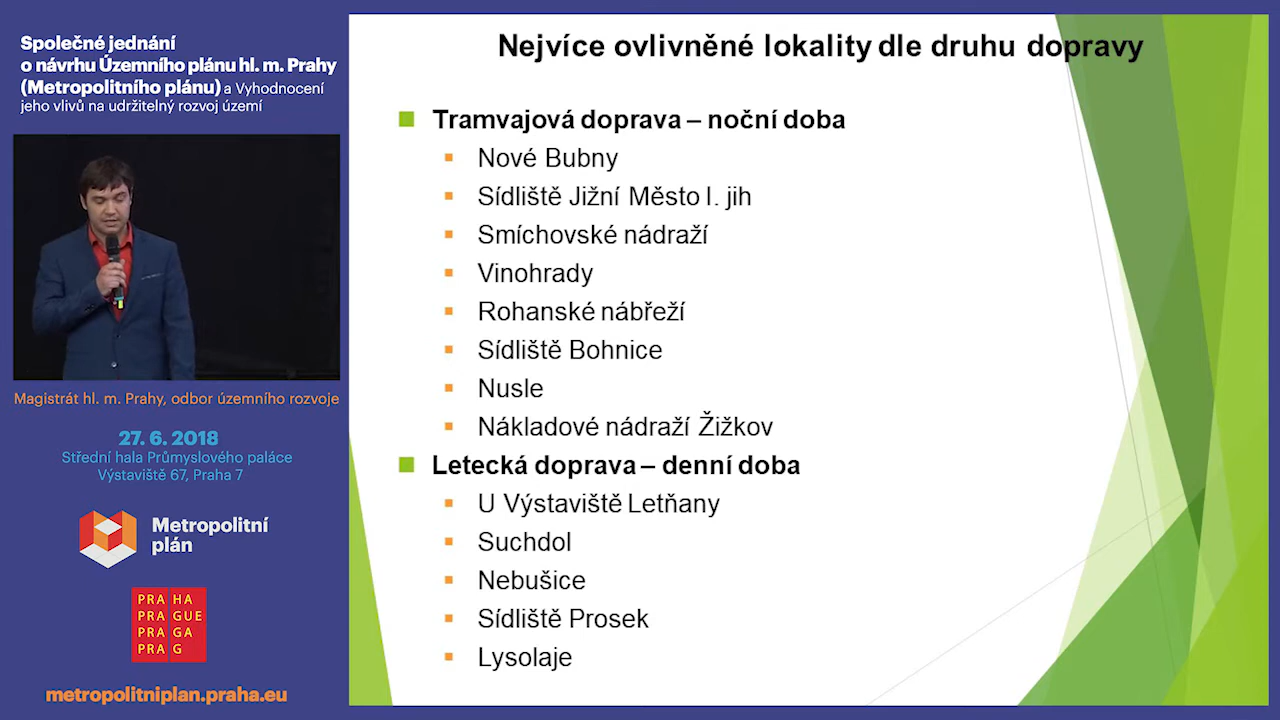 Společné jednání
o návrhu Územního plánu hl. m. Prahy
(Metropolitního plánu) a Vyhodnocení
jeho vlivů na udržitelný rozvoj území
Magistrát hl. m. Prahy, odbor územního rozvoje
27. 6. 2018
Střední hala Průmyslového paláce
Výstaviště 67, Praha 7
Metropolitní
plán
PRA HA
PRA GUE
PRA GA
PRA G
metropolitniplan.praha.eu
Nejvíce ovlivněné lokality dle druhu dopravy
Tramvajová doprava – noční doba
Nové Bubny
Sídliště Jižní Město I. jih
Smíchovské nádraží
Vinohrady
Rohanské nábřeží
Sídliště Bohnice
Nusle
Nákladové nádraží Žižkov
Letecká doprava – denní doba
U Výstaviště Letňany
Suchdol
Nebušice
Sídliště Prosek
Lysolaje